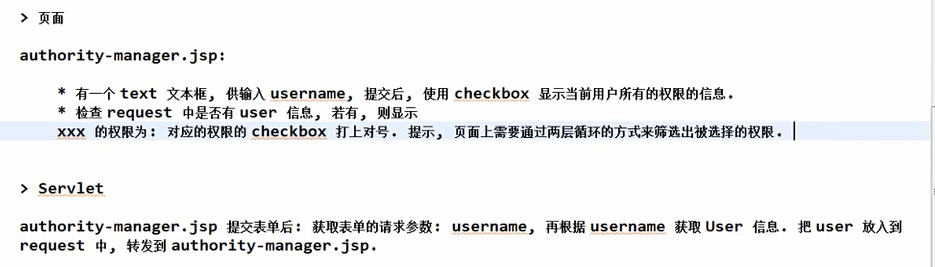 > 页面
authority-manager.jsp:
* 有一个 text 文本框, 供输入 username, 提交后, 使用 checkbox 显示当前用户所有的权限的信息.
* 检查 request 中是否有 user 信息, 若有, 则显示
xxx 的权限为: 对应的权限的 checkbox 打上对号. 提示, 页面上需要通过两层循环的方式来筛选出被选择的权限.
> Servlet
authority-manager.jsp 提交表单后: 获取表单的请求参数: username, 再根据 username 获取 User 信息. 把 user 放入到
request 中, 转发到 authority-manager.jsp.